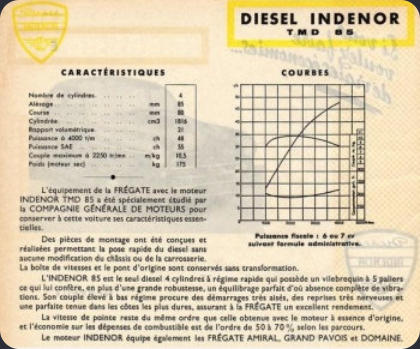 DIESEL INDENOR
TMD 85
CARACTÉRISTIQUES
Nombre de cylindres. 4
Alésage. mm 85
Course mm 80
Cylindrée. cm3 1816
Rapport volumétrique. 21
Puissance à 4000 t/m ch 48
Puissance SAE ch 55
Couple maximum à 2250 tr/mn m/kg 10,5
Poids (moteur sec) kg 175
COURBES
Puissance fiscale : 6 ou 7 cv
suivant formule administrative.
L'équipement de la FRÉGATE avec le moteur
INDENOR TMD 85 a été spécialement étudié par
la COMPAGNIE GÉNÉRALE DE MOTEURS pour
conserver à cette voiture ses caractéristiques essen-
tielles.
Des pièces de montage ont été conçues et
réalisées permettant la pose rapide du diesel sans
aucune modification du châssis ou de la carrosserie.
La boîte de vitesses et le pont d'origine sont conservés sans transformation.
L'INDENOR 85 est le seul diesel 4 cylindres à régime rapide qui possède un vilebrequin à 5 paliers
ce qui lui confère, en plus d'une grande robustesse, un équilibrage parfait d'où absence complète de vibra-
tions. Son couple élevé à bas régime procure des démarrages très aisés, des reprises très nerveuses et
une parfaite tenue dans les côtes les plus dures, assurant à la FRÉGATE un excellent rendement.
La vitesse de pointe reste du même ordre que celle obtenue avec le moteur à essence d'origine,
et l'économie sur les dépenses de combustible est de l'ordre de 50 à 70 % selon les parcours.
Le moteur INDENOR équipe également les FRÉGATE AMIRAL, GRAND PAVOIS et DOMAINE.